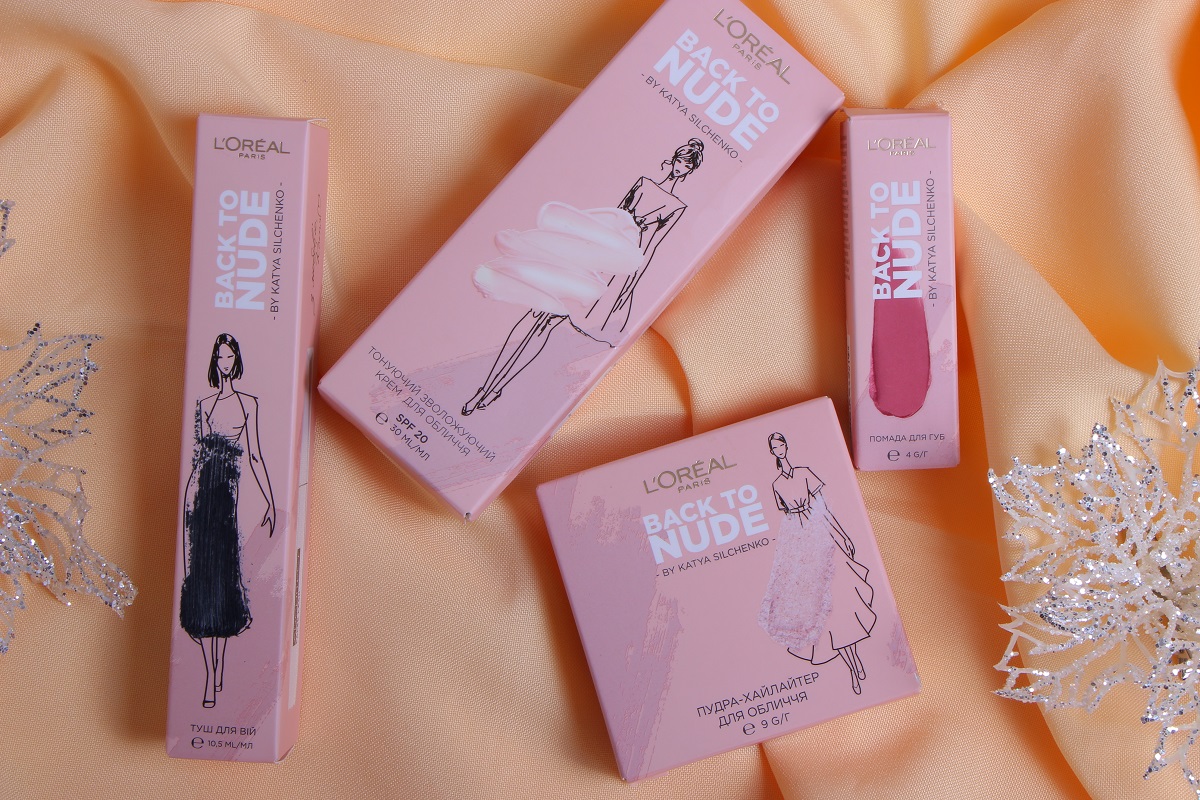 L'ORÉAL
PARIS
BACK TO
NUDE
- BY KATYA SILCHENKO -
ТУШ ДЛЯ ВІЙ
℮ 10,5 ML/МЛ
L'ORÉAL
PARIS
BACK TO
NUDE
- BY KATYA SILCHENKO -
ТОНУЮЧИЙ ЗВОЛОЖУЮЧИЙ
КРЕМ ДЛЯ ОБЛИЧЧЯ
SPF 20
℮ 30 ML/МЛ
L'ORÉAL
PARIS
BACK TO
NUDE
- BY KATYA SILCHENKO -
ПУДРА-ХАЙЛАЙТЕР
ДЛЯ ОБЛИЧЧЯ
℮ 9 G/Г
L'ORÉAL
PARIS
BACK TO
NUDE
- BY KATYA SILCHENKO -
ПОМАДА ДЛЯ ГУБ
℮ 4 G/Г